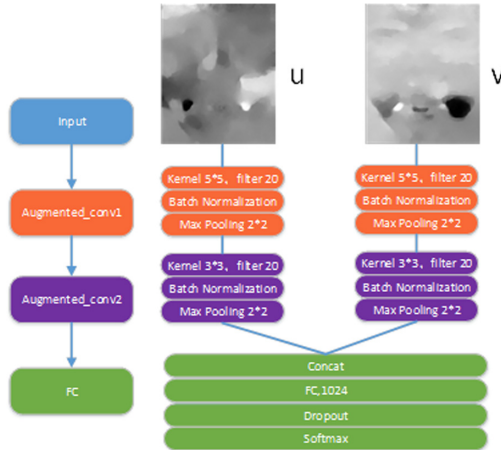 u
v
Input
Augmented_conv1
Augmented_conv2
FC
Kernel 5*5、filter 20
Batch Normalization
Max Pooling 2*2
Kernel 3*3、filter 20
Batch Normalization
Max Pooling 2*2
Kernel 5*5、filter 20
Batch Normalization
Max Pooling 2*2
Kernel 3*3、filter 20
Batch Normalization
Max Pooling 2*2
Concat
FC,1024
Dropout
Softmax